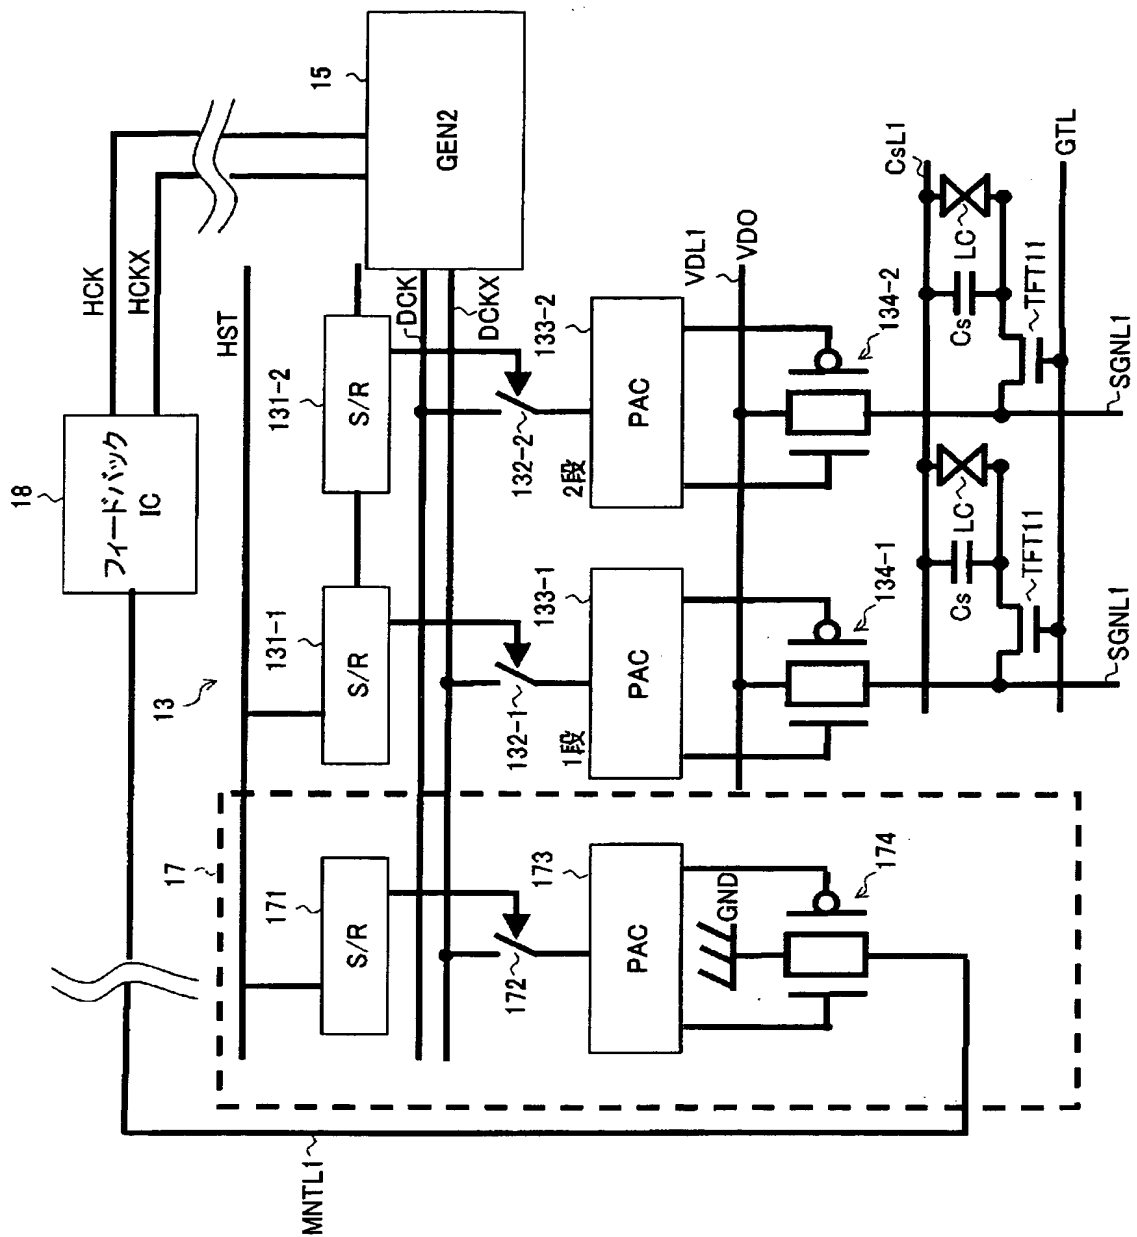 18
フィードバック
IC
HCK
HCKX
15
GEN2
13
HST
17
171
S/R
131-1
S/R
131-2
S/R
DCK
DCKX
172
132-1
132-2
173
PAC
1段
133-1
PAC
2段
133-2
PAC
VDL1
VDO
GND
174
134-1
134-2
CsL1
Cs
LC
TFT11
Cs
LC
TFT11
GTL
SGNL1
SGNL1
MNTL1